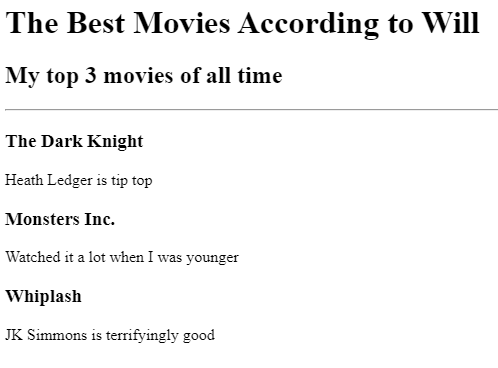 The Best Movies According to Will
My top 3 movies of all time
The Dark Knight
Heath Ledger is tip top
Monsters Inc.
Watched it a lot when I was younger
Whiplash
JK Simmons is terrifyingly good